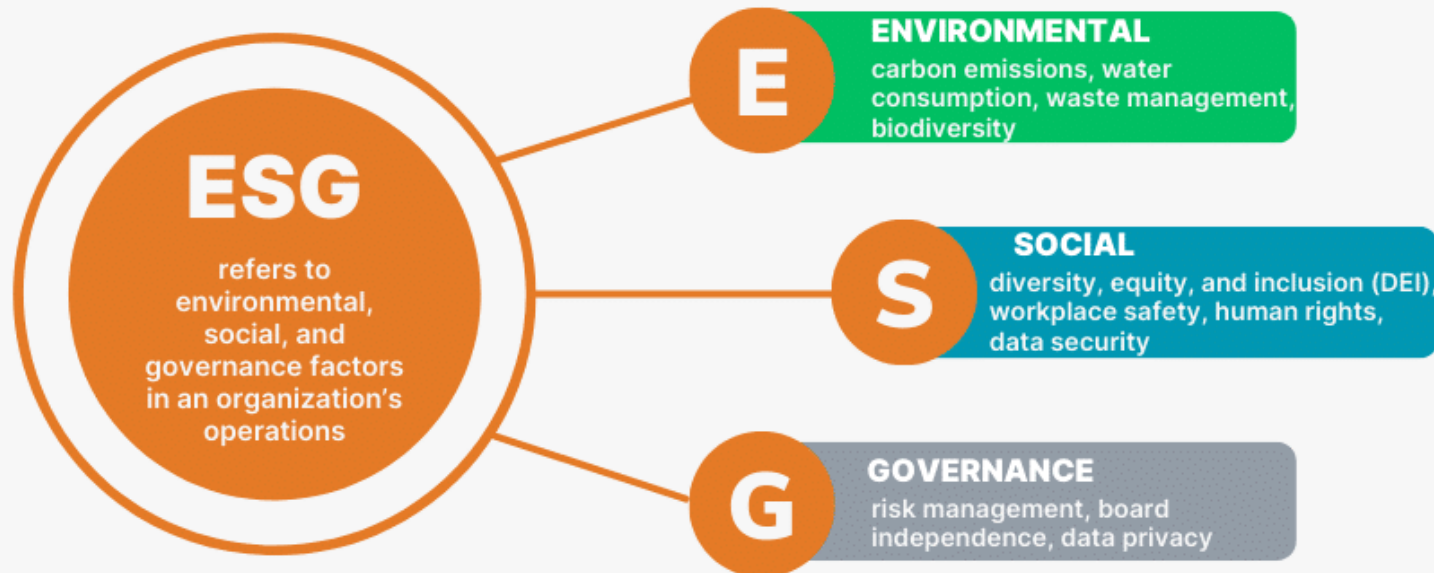 ESG
refers to
environmental,
social, and
governance factors
in an organization’s
operations
E
ENVIRONMENTAL
carbon emissions, water
consumption, waste management,
biodiversity
S
SOCIAL
diversity, equity, and inclusion (DEI),
workplace safety, human rights,
data security
G
GOVERNANCE
risk management, board
independence, data privacy